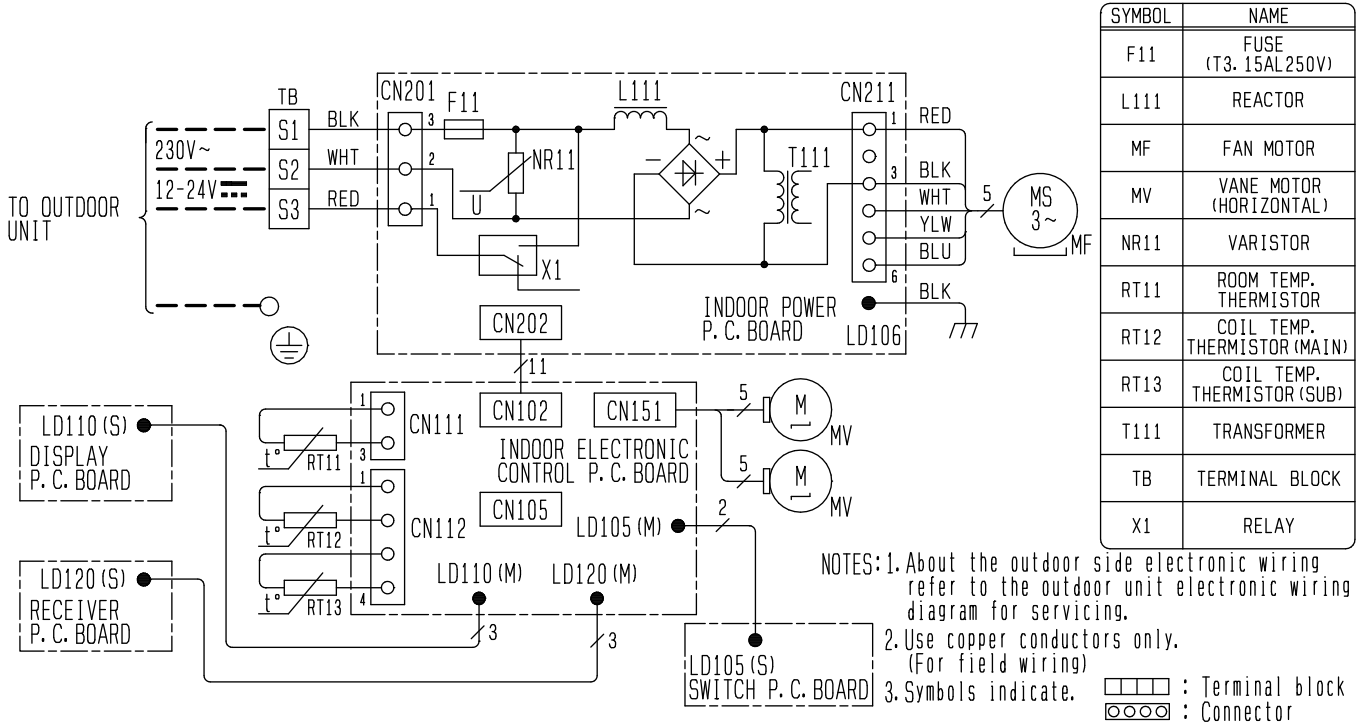 SYMBOL NAME
F11 FUSE
(T3.15AL250V)
L111 REACTOR
MF FAN MOTOR
MV VANE MOTOR
(HORIZONTAL)
NR11 VARISTOR
RT11 ROOM TEMP.
THERMISTOR
RT12 COIL TEMP.
THERMISTOR(MAIN)
RT13 COIL TEMP.
THERMISTOR(SUB)
T111 TRANSFORMER
TB TERMINAL BLOCK
X1 RELAY
TO OUTDOOR
UNIT
230V~
12-24V
TB
S1
S2
S3
BLK
WHT
RED
CN201
3
2
1
F11
NR11
U
X1
L111
~
- +
~
T111
CN211
1
3
6
RED
BLK
WHT
YLW
BLU
BLK
5
MS
3~
MF
INDOOR POWER
P.C.BOARD
LD106
CN202
11
CN102
CN151
5
M
MV
5
M
MV
INDOOR ELECTRONIC
CONTROL P.C.BOARD
CN105
CN111
1
3
t°
RT11
CN112
1
4
t°
RT12
t°
RT13
LD110(S)
DISPLAY
P.C.BOARD
LD120(S)
RECEIVER
P.C.BOARD
LD110(M)
LD120(M)
3
3
LD105(M)
2
LD105(S)
SWITCH P.C.BOARD
NOTES:1.About the outdoor side electronic wiring
refer to the outdoor unit electronic wiring
diagram for servicing.
2.Use copper conductors only.
(For field wiring)
3.Symbols indicate.
: Terminal block
: Connector